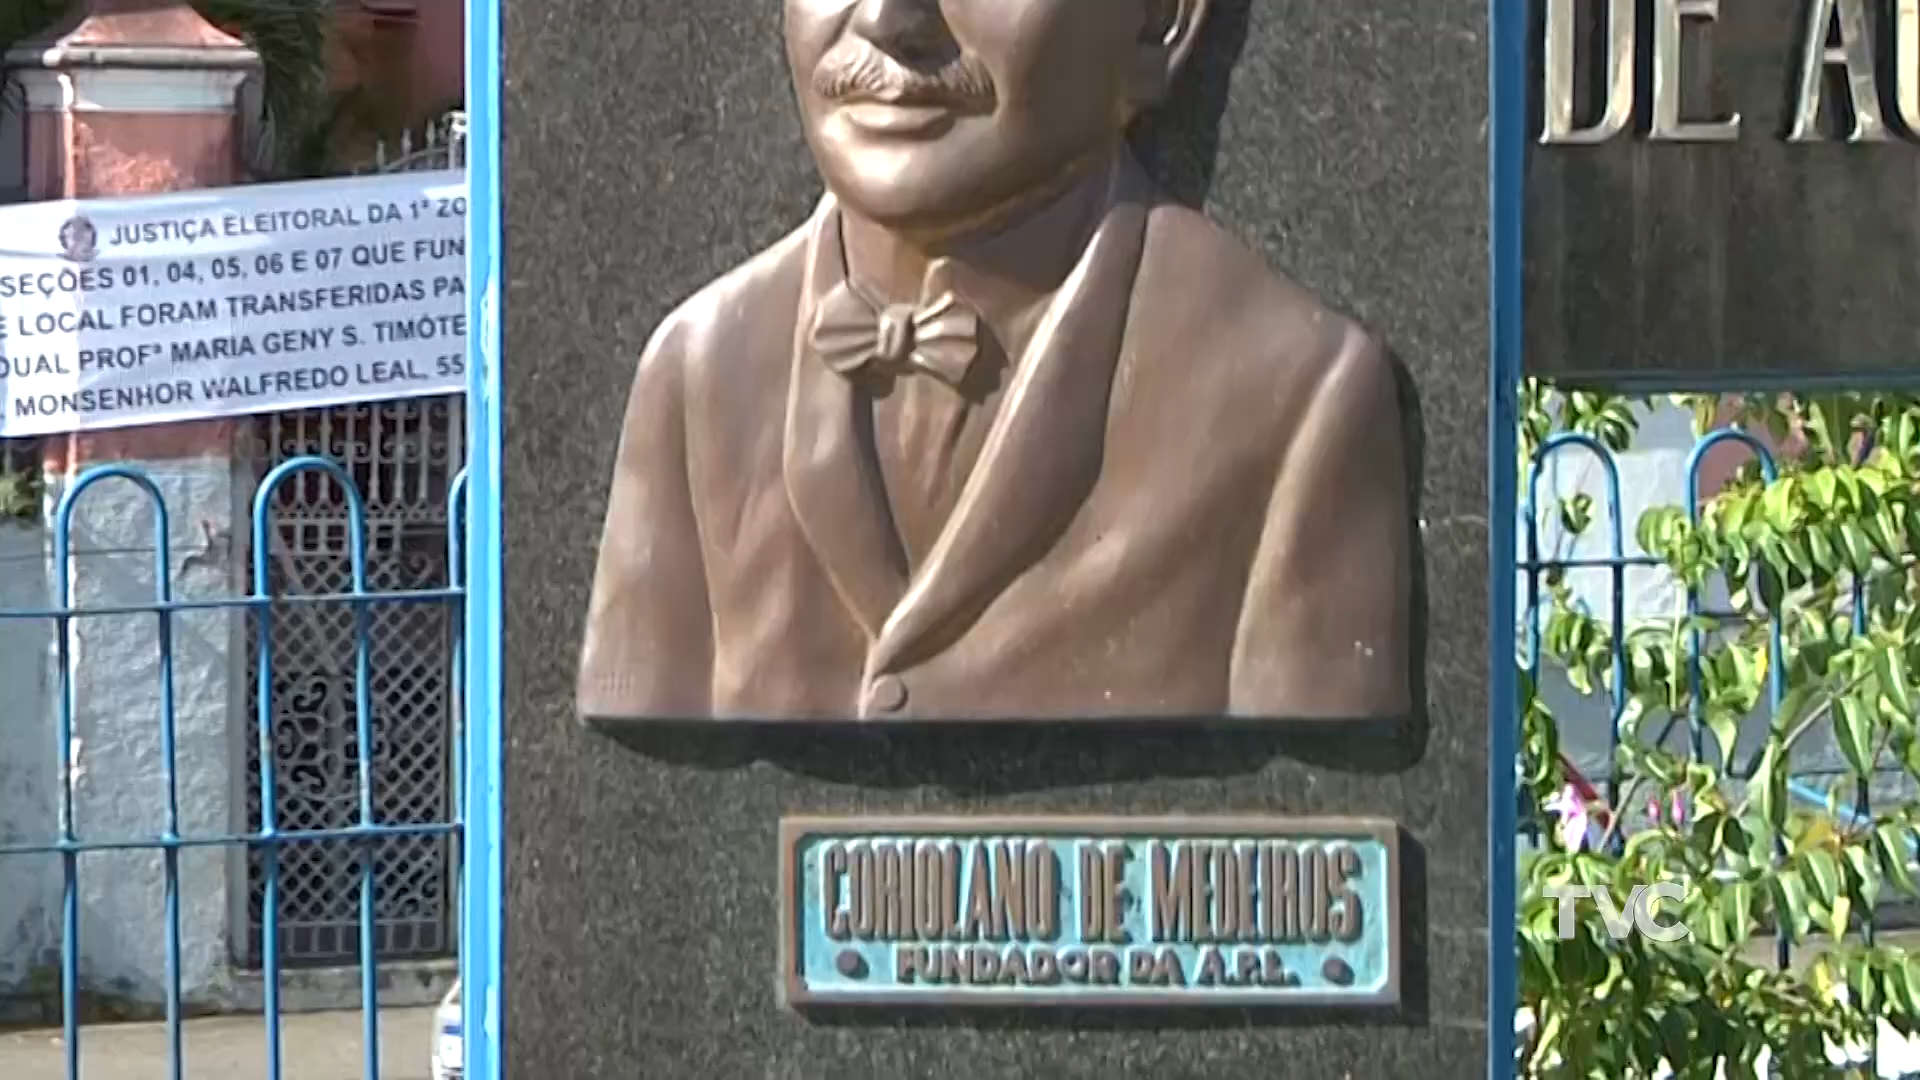 JUSTIÇA ELEITORAL DA 1ª ZO
SEÇÕES 01, 04, 05, 06 E 07 QUE FUN
E LOCAL FORAM TRANSFERIDAS PA
DUAL PROFª MARIA GENY S. TIMÓTE
. MONSENHOR WALFREDO LEAL, 55
DE
CORIOLANO DE MEDEIROS
• FUNDADOR DA A.P.L. •
TVC